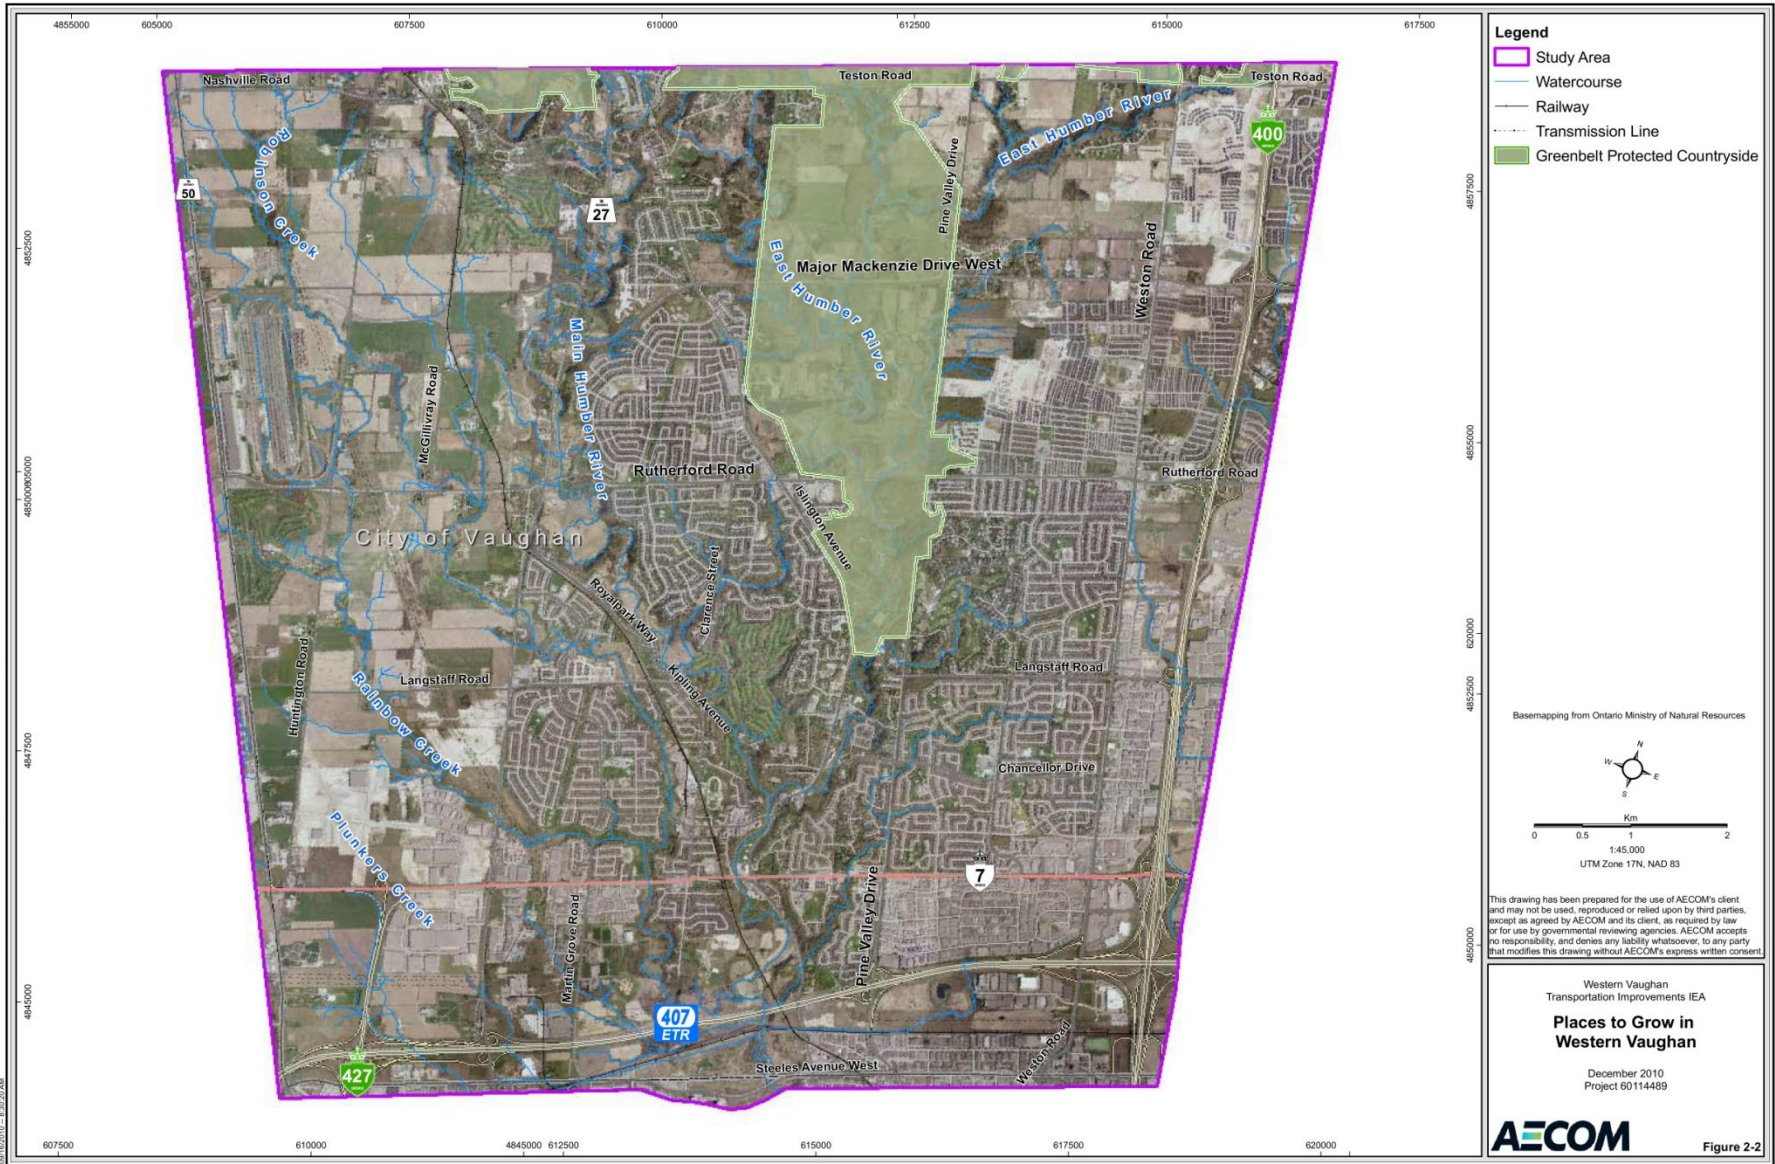 4855000
605000
607500
610000
612500
615000
617500
Nashville Road
Teston Road
Teston Road
East Humber River
400
Robinson Creek
50
27
Pine Valley Drive
4857500
4852500
East Humber River
Major Mackenzie Drive West
Weston Road
Main Humber River
McGillivray Road
4855000
Rutherford Road
Rutherford Road
4850000
605000
Islington Avenue
City of Vaughan
Clarence Street
Royalpark Way
620000
Huntington Road
Langstaff Road
Kipling Avenue
Langstaff Road
4852500
Rainbow Creek
4847500
Chancellor Drive
Plunkers Creek
7
Pine Valley Drive
Martin Grove Road
4850000
4845000
407
ETR
427
Steeles Avenue West
Weston Road
607500
610000
4845000
612500
615000
617500
620000
Legend
Study Area
Watercourse
Railway
Transmission Line
Greenbelt Protected Countryside
Basemapping from Ontario Ministry of Natural Resources
N
W
E
S
Km
0 0.5 1 2
1:45,000
UTM Zone 17N, NAD 83
This drawing has been prepared for the use of AECOM's client
and may not be used, reproduced or relied upon by third parties,
except as agreed by AECOM and its client, as required by law
or for use by governmental reviewing agencies. AECOM accepts
no responsibility, and denies any liability whatsoever, to any party
that modifies this drawing without AECOM's express written consent.
Western Vaughan
Transportation Improvements IEA
Places to Grow in
Western Vaughan
December 2010
Project 60114489
AECOM
Figure 2-2